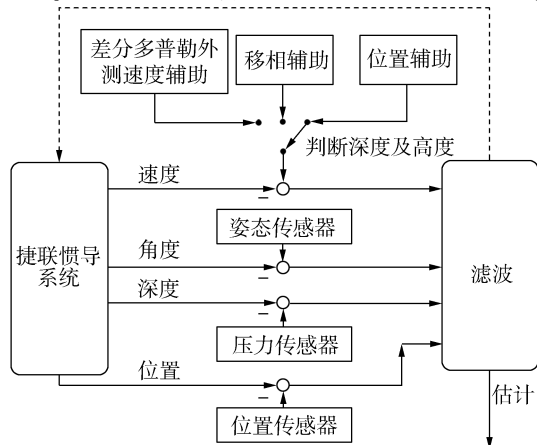 差分多普勒外
测速度辅助
移相辅助
位置辅助
判断深度及高度
速度
姿态传感器
捷联惯导
系统
角度
滤波
深度
压力传感器
位置
位置传感器
估计